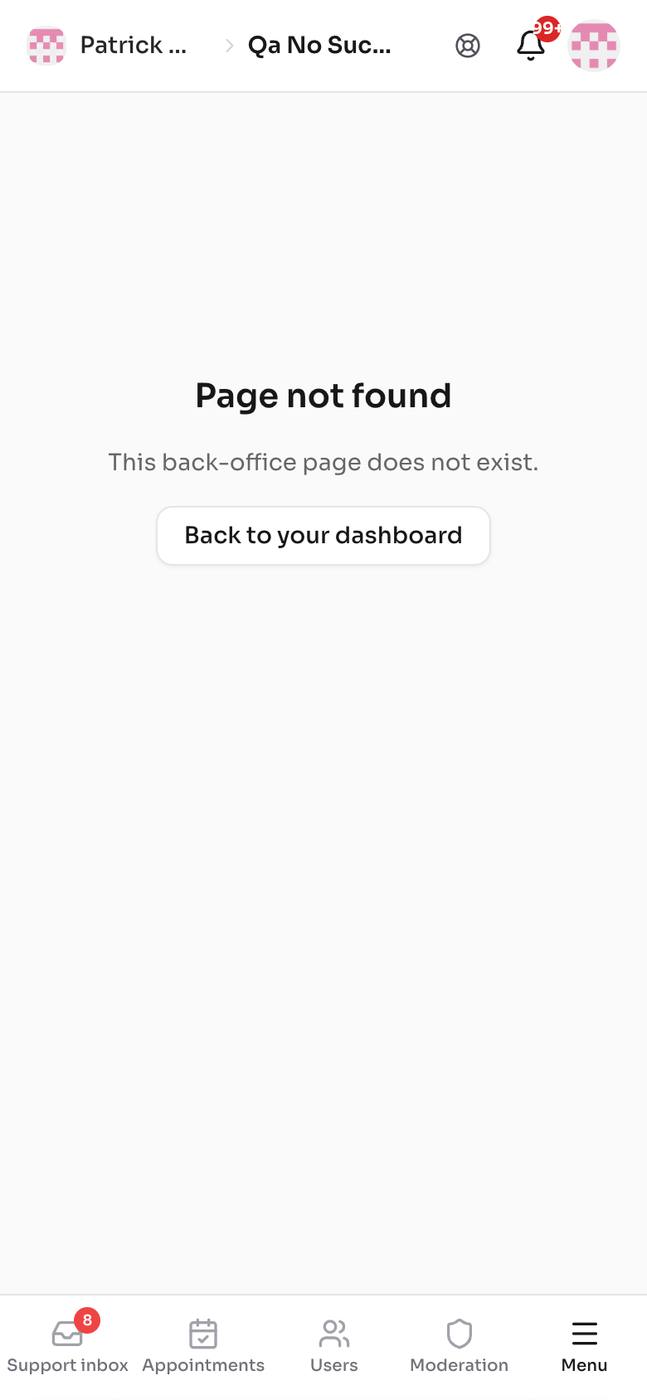 Patrick ...
Qa No Suc...
99+
Page not found
This back-office page does not exist.
Back to your dashboard
8
Support inbox
Appointments
Users
Moderation
Menu